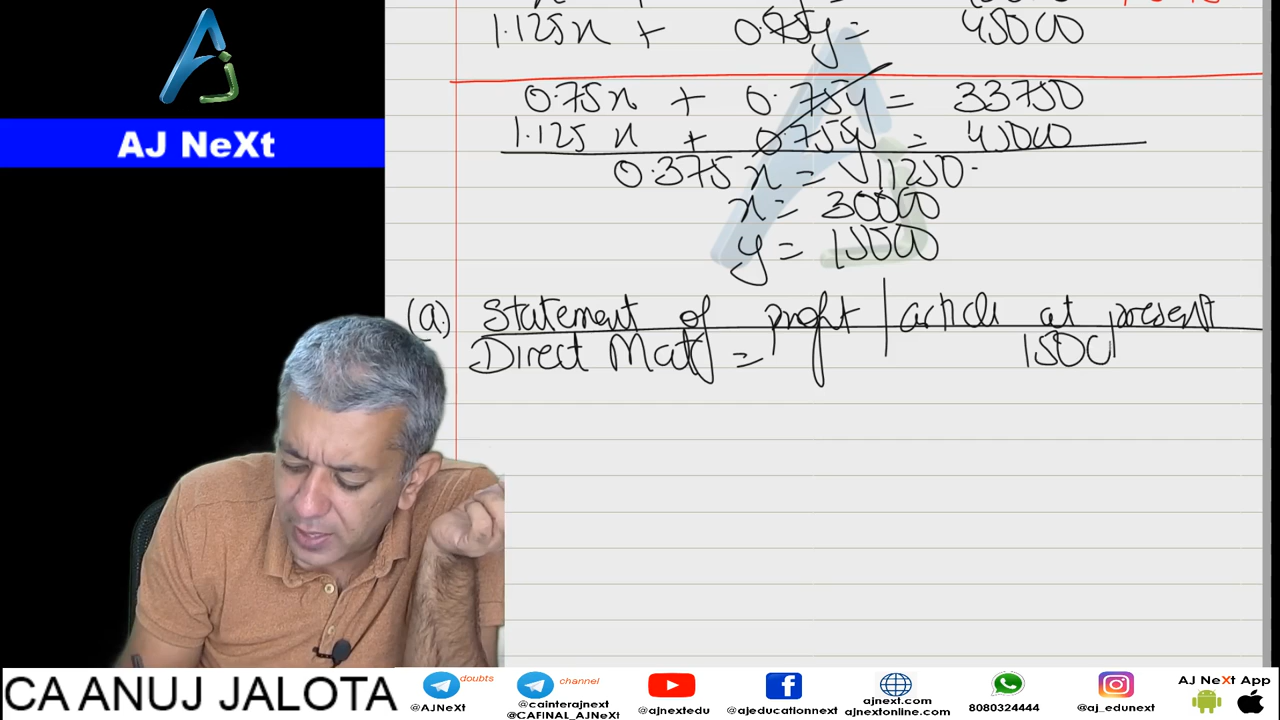 1.125x + 0.75y = 45000
0.75x + 0.75y = 33750
1.125x + 0.75y = 45000
0.375x = 11250
x = 30000
y = 15000
(a) Statement of profit | article at present
Direct Mat = 1500
AJ NeXt
CA ANUJ JALOTA
doubts
@AJNeXt
channel
@cainterajnext
@CAFINAL_AJNeXt
@ajnextedu
@ajeducationnext
ajnext.com
ajnextonline.com
8080324444
@aj_edunext
AJ NeXt App